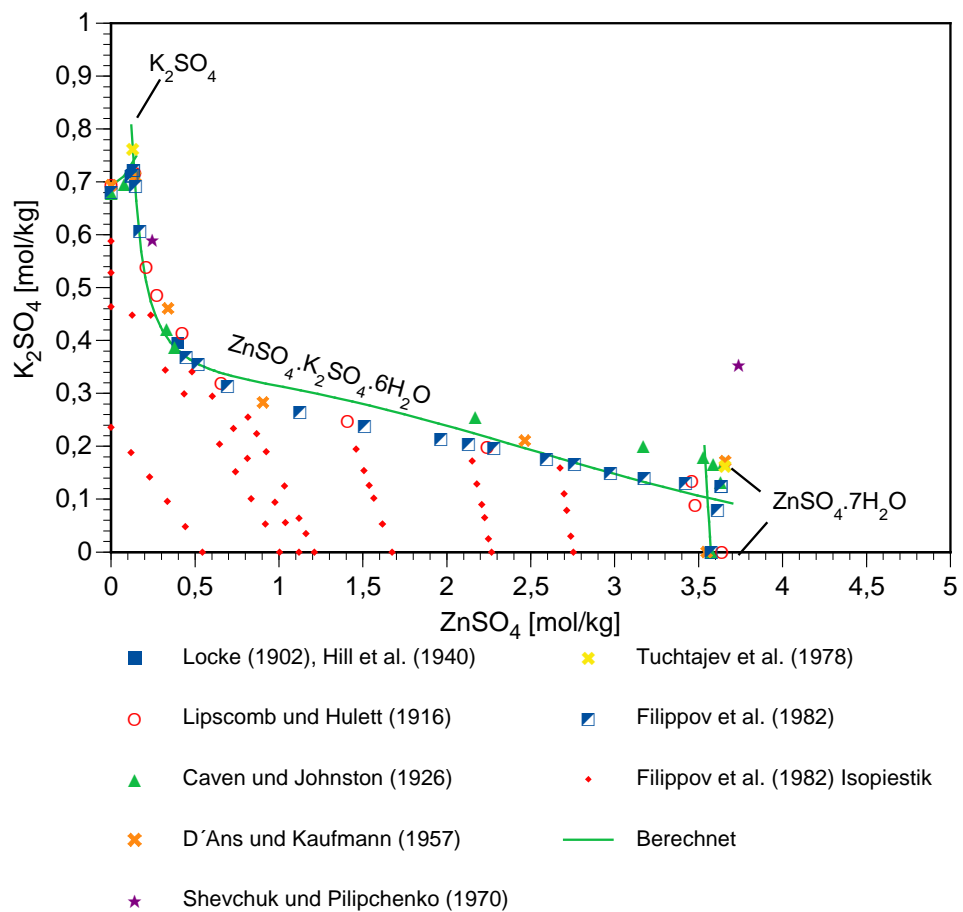 1
0,9
0,8
0,7
0,6
0,5
0,4
0,3
0,2
0,1
0
K2SO4 [mol/kg]
K2SO4
ZnSO4.K2SO4.6H2O
ZnSO4.7H2O
0 0,5 1 1,5 2 2,5 3 3,5 4 4,5 5
ZnSO4 [mol/kg]
Locke (1902), Hill et al. (1940)
Lipscomb und Hulett (1916)
Caven und Johnston (1926)
D´Ans und Kaufmann (1957)
Shevchuk und Pilipchenko (1970)
Tuchtajev et al. (1978)
Filippov et al. (1982)
Filippov et al. (1982) Isopiestik
Berechnet